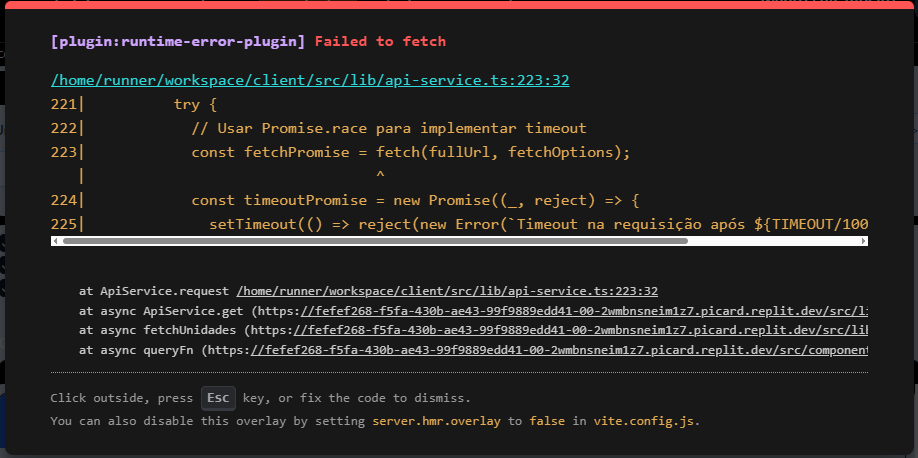 [plugin:runtime-error-plugin] Failed to fetch
/home/runner/workspace/client/src/lib/api-service.ts:223:32
221|          try {
222|            // Usar Promise.race para implementar timeout
223|            const fetchPromise = fetch(fullUrl, fetchOptions);
   |                                 ^
224|            const timeoutPromise = new Promise((_, reject) => {
225|              setTimeout(() => reject(new Error(`Timeout na requisição após ${TIMEOUT/100
at ApiService.request /home/runner/workspace/client/src/lib/api-service.ts:223:32
at async ApiService.get (https://fefef268-f5fa-430b-ae43-99f9889edd41-00-2wmbnsneim1z7.picard.replit.dev/src/li
at async fetchUnidades (https://fefef268-f5fa-430b-ae43-99f9889edd41-00-2wmbnsneim1z7.picard.replit.dev/src/lib
at async queryFn (https://fefef268-f5fa-430b-ae43-99f9889edd41-00-2wmbnsneim1z7.picard.replit.dev/src/component
Click outside, press Esc key, or fix the code to dismiss.
You can also disable this overlay by setting server.hmr.overlay to false in vite.config.js.